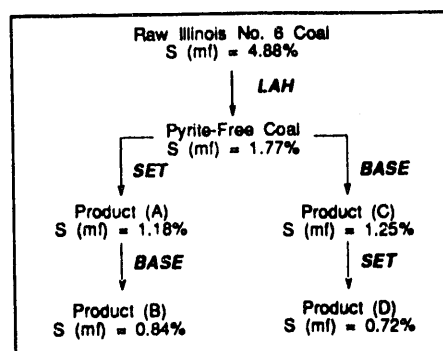 Raw Illinois No. 6 Coal
S (mf) = 4.88%
LAH
Pyrite-Free Coal
S (mf) = 1.77%
SET
BASE
Product (A)
S (mf) = 1.18%
Product (C)
S (mf) = 1.25%
BASE
SET
Product (B)
S (mf) = 0.84%
Product (D)
S (mf) = 0.72%